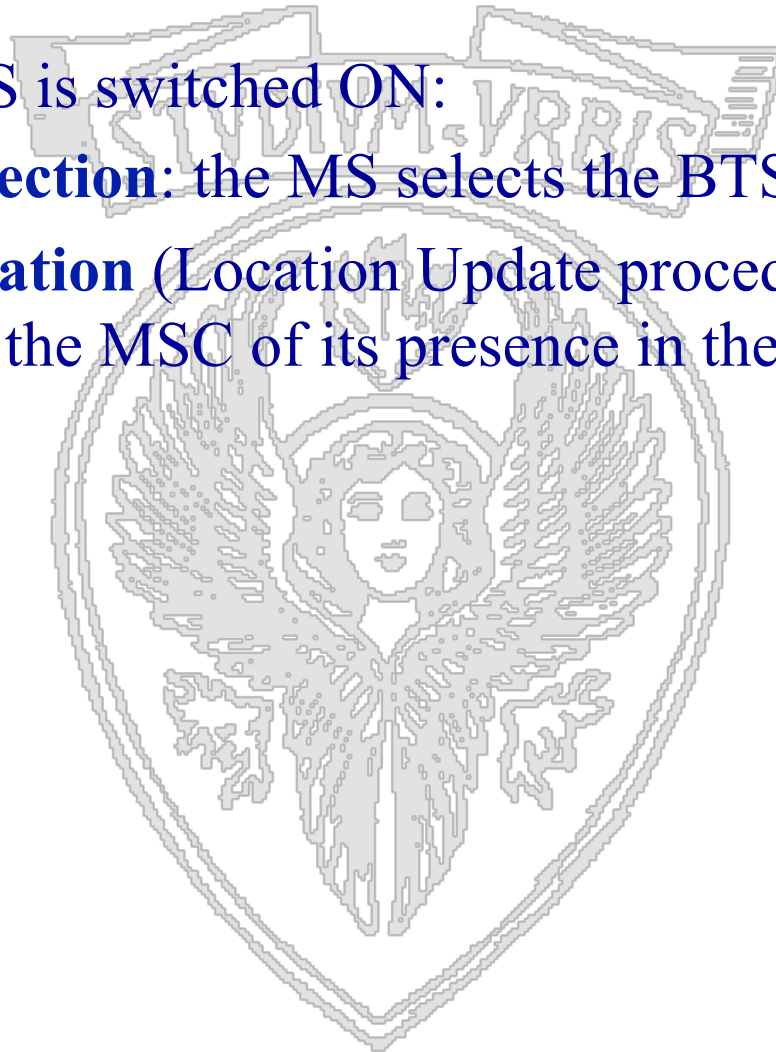 STVDIVM VRBIS
S is switched ON:
ection: the MS selects the BTS
ation (Location Update proced
the MSC of its presence in the